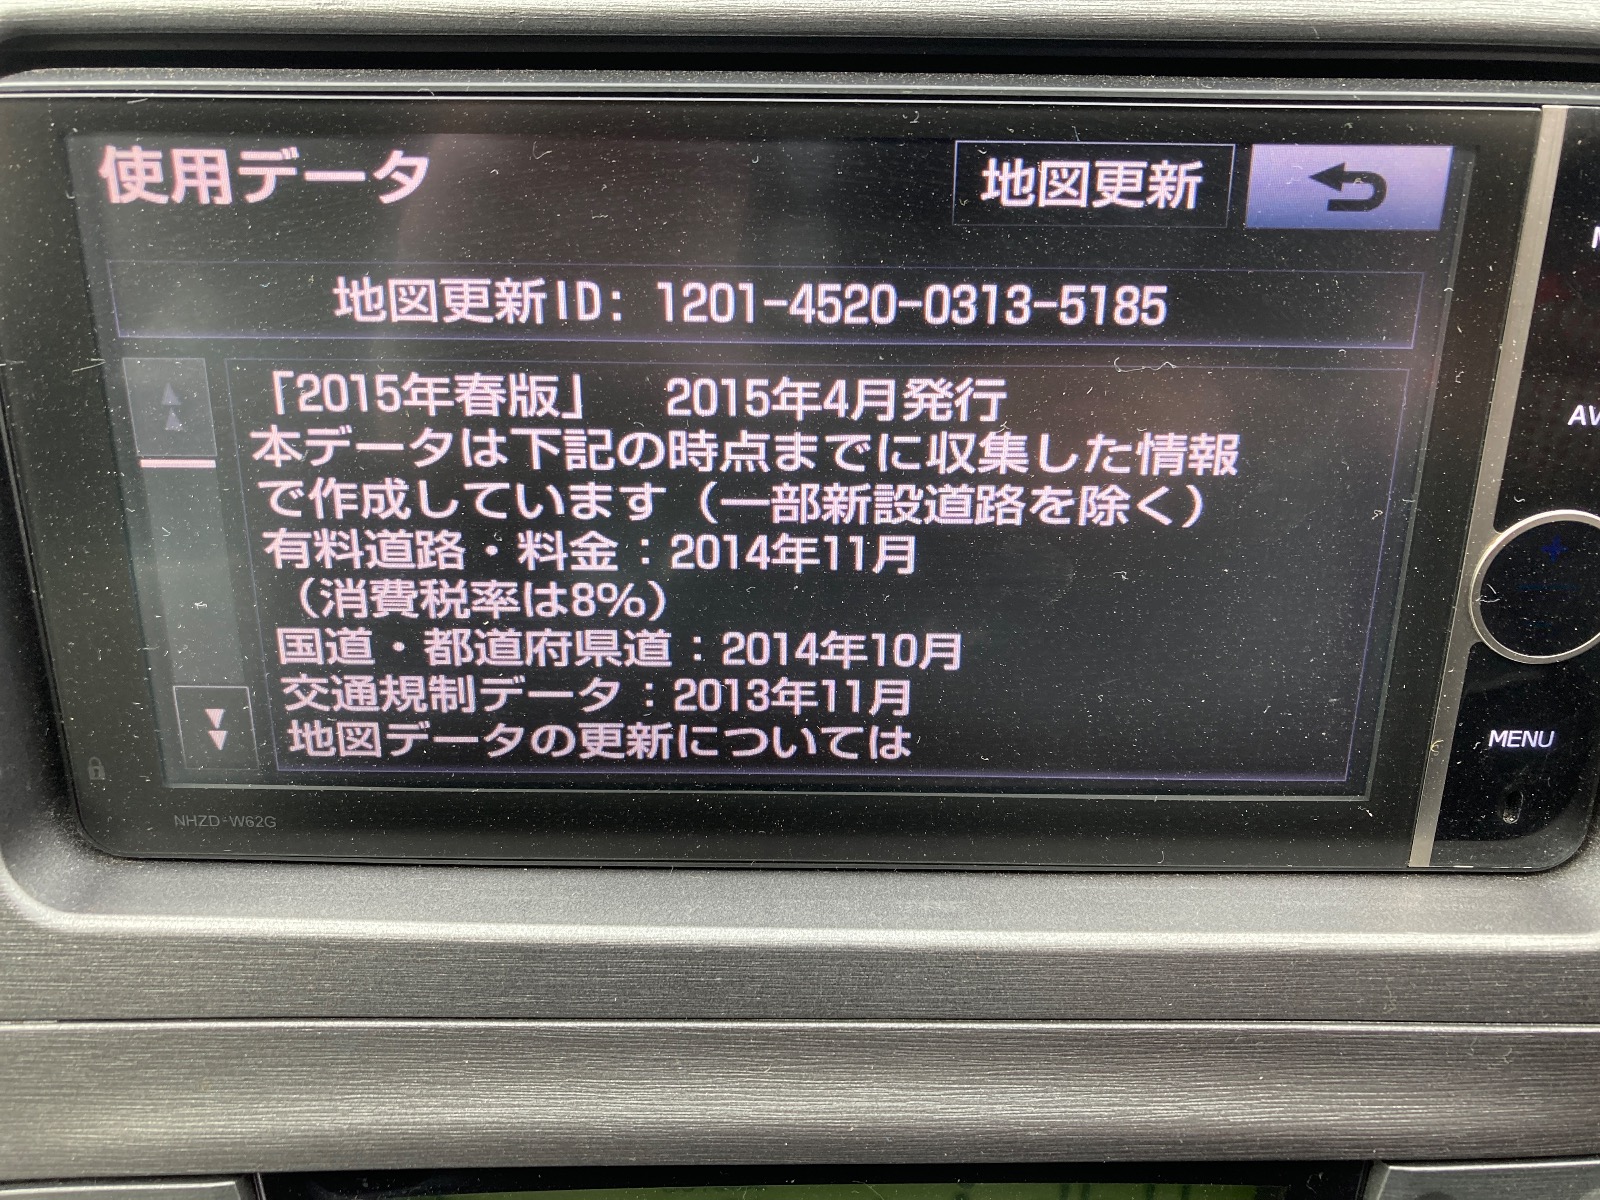 使用データ
地図更新
地図更新ID: 1201-4520-0313-5185
「2015年春版」 2015年4月発行
本データは下記の時点までに収集した情報
で作成しています（一部新設道路を除く）
有料道路・料金：2014年11月
（消費税率は8%）
国道・都道府県道：2014年10月
交通規制データ：2013年11月
地図データの更新については
AV
MENU
NHZD-W62G